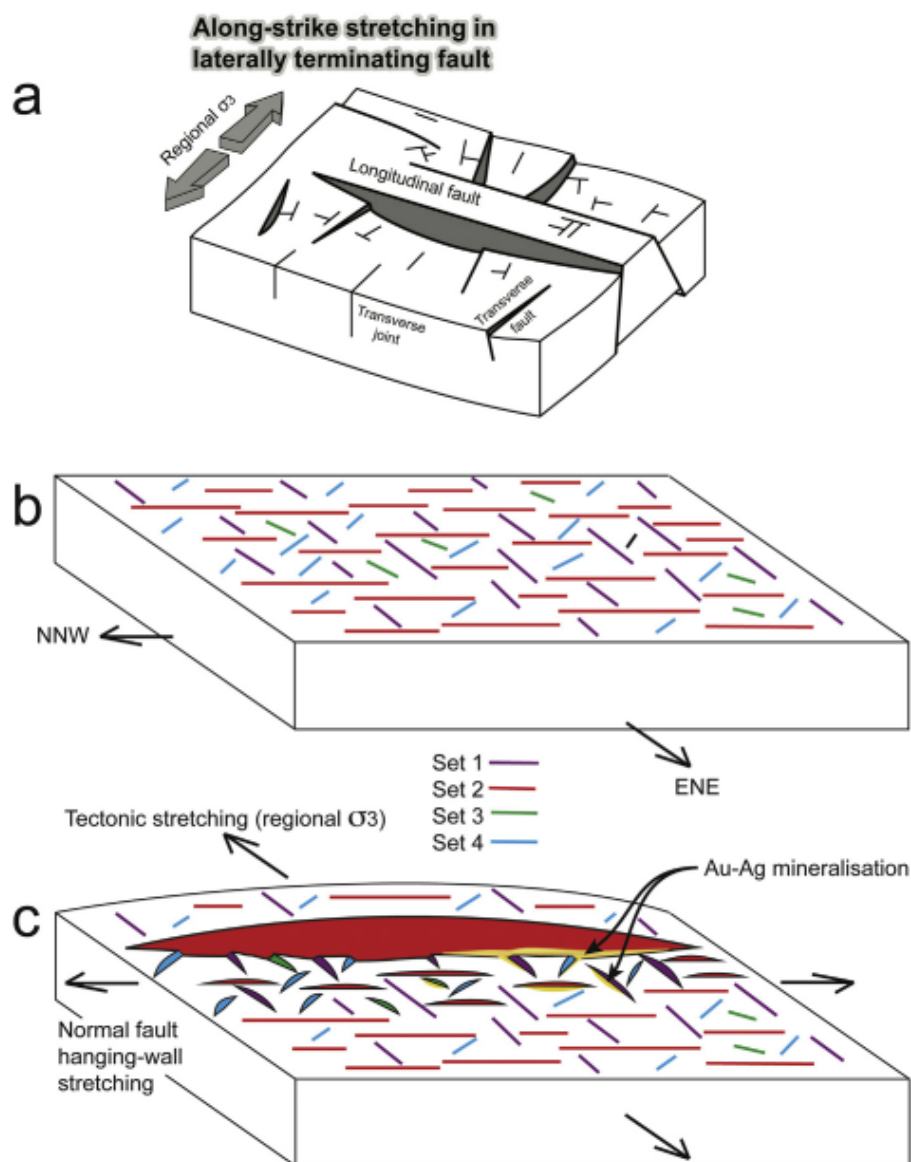 Along-strike stretching in
laterally terminating fault
a
Regional σ3
Longitudinal fault
Transverse
joint
Transverse
fault
b
NNW
ENE
Set 1
Set 2
Set 3
Set 4
Tectonic stretching (regional σ3)
Au-Ag mineralisation
c
Normal fault
hanging-wall
stretching